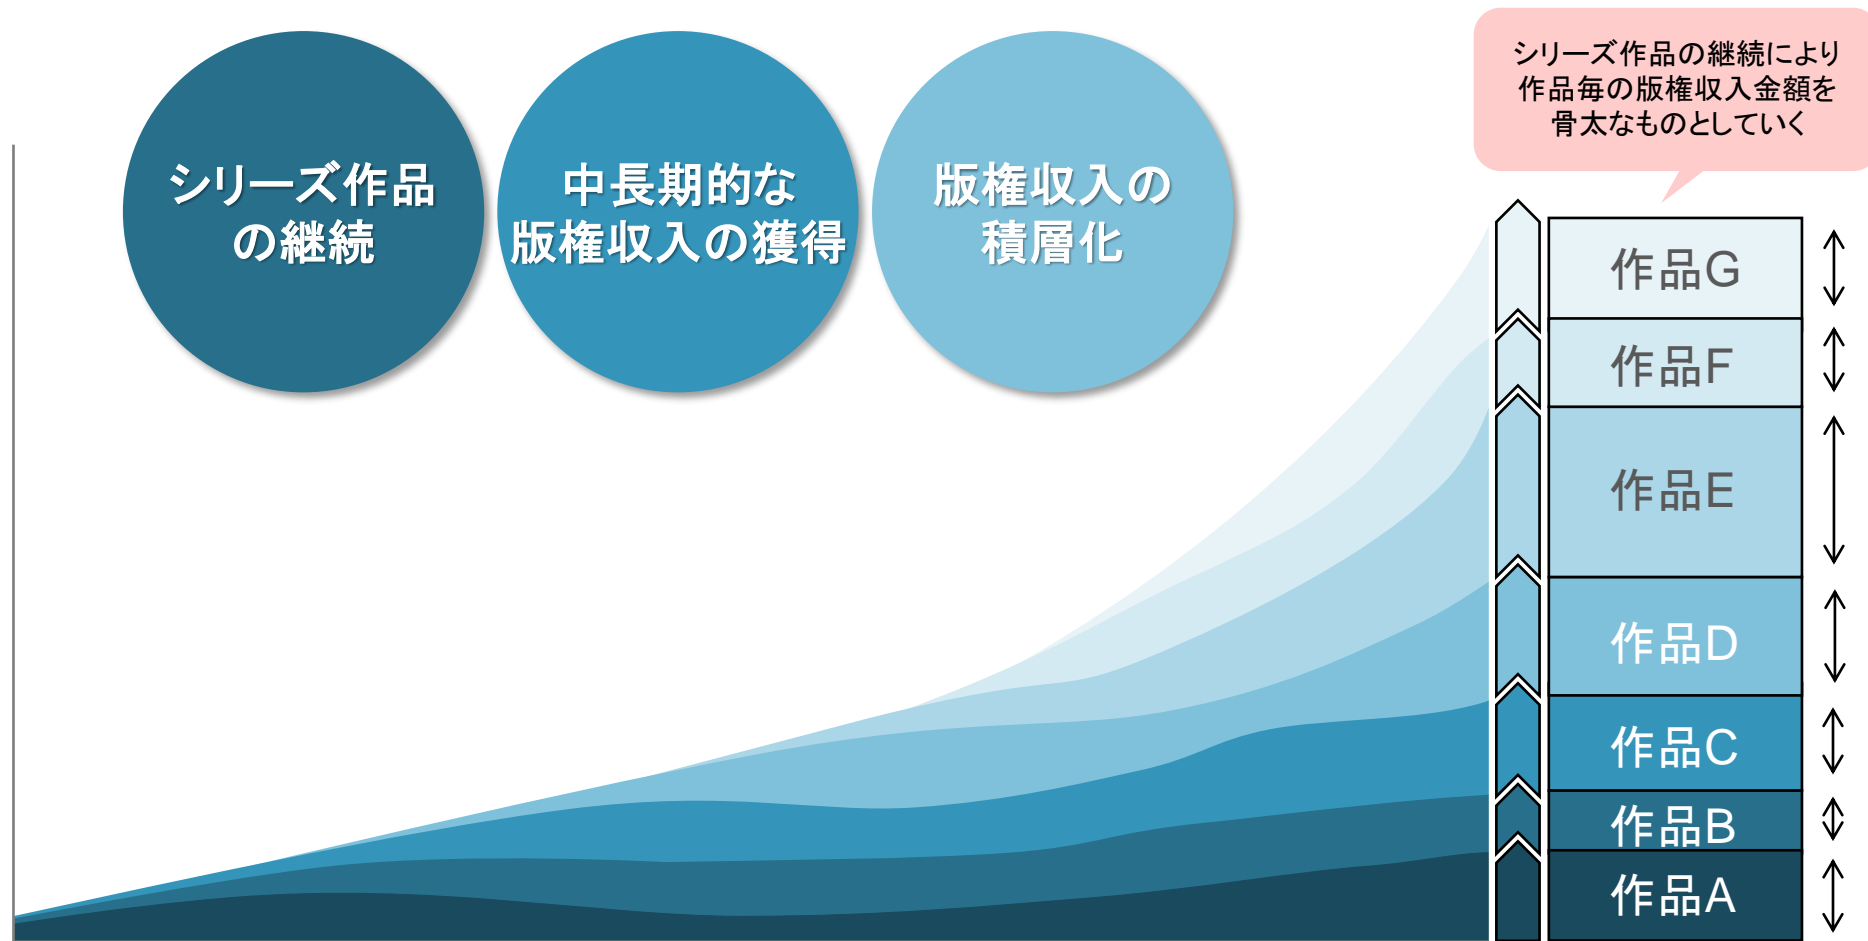 シリーズ作品
の継続
中長期的な
版権収入の獲得
版権収入の
積層化
シリーズ作品の継続により
作品毎の版権収入金額を
骨太なものとしていく
作品G
作品F
作品E
作品D
作品C
作品B
作品A